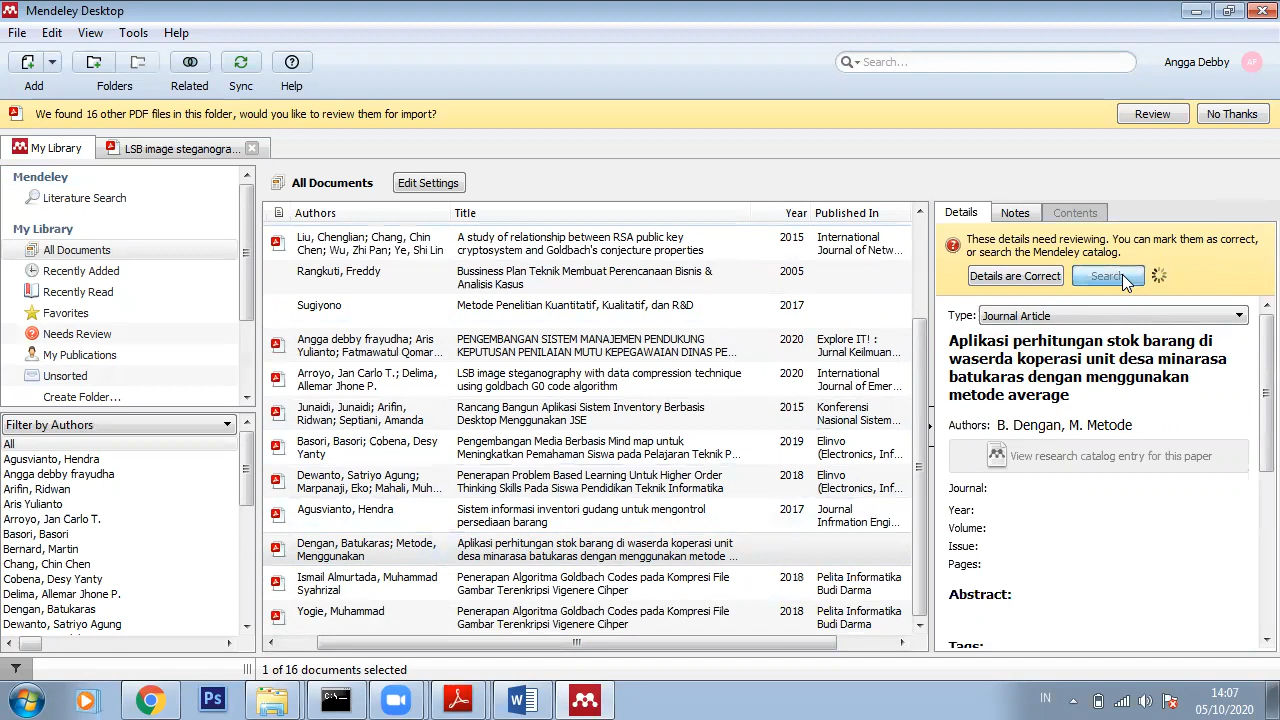 Mendeley Desktop
File Edit View Tools Help
Search...
Angga Debby AF
Add Folders Related Sync Help
We found 16 other PDF files in this folder, would you like to review them for import?
Review No Thanks
My Library
LSB image steganogra...
Mendeley
Literature Search
My Library
All Documents
Recently Added
Recently Read
Favorites
Needs Review
My Publications
Unsorted
Create Folder...
Filter by Authors
All
Agusvianto, Hendra
Angga debby frayudha
Arifin, Ridwan
Aris Yulianto
Arroyo, Jan Carlo T.
Basori, Basori
Bernard, Martin
Chang, Chin Chen
Cobena, Desy Yanty
Delima, Allemar Jhone P.
Dengan, Batukaras
Dewanto, Satriyo Agung
All Documents Edit Settings
Authors Title Year Published In
Liu, Chenglian; Chang, Chin A study of relationship between RSA public key 2015 International
Chen; Wu, Zhi Pan; Ye, Shi Lin cryptosystem and Goldbach's conjecture properties Journal of Netw...
Rangkuti, Freddy Bussiness Plan Teknik Membuat Perencanaan Bisnis & 2005
Analisis Kasus
Sugiyono Metode Penelitian Kuantitatif, Kualitatif, dan R&D 2017
Angga debby frayudha; Aris PENGEMBANGAN SISTEM MANAJEMEN PENDUKUNG 2020 Explore IT! :
Yulianto; Fatmawatul Qomar... KEPUTUSAN PENILAIAN MUTU KEPEGAWAIAN DINAS PE... Jurnal Keilmuan...
Arroyo, Jan Carlo T.; Delima, LSB image steganography with data compression technique 2020 International
Allemar Jhone P. using goldbach G0 code algorithm Journal of Emer...
Junaidi, Junaidi; Arifin, Rancang Bangun Aplikasi Sistem Inventory Berbasis 2015 Konferensi
Ridwan; Septiani, Amanda Desktop Menggunakan JSE Nasional Sistem...
Basori, Basori; Cobena, Desy Pengembangan Media Berbasis Mind map untuk 2019 Elinvo
Yanty Meningkatkan Pemahaman Siswa pada Pelajaran Teknik P... (Electronics, Inf...
Dewanto, Satriyo Agung; Penerapan Problem Based Learning Untuk Higher Order 2018 Elinvo
Marpanaji, Eko; Mahali, Muh... Thinking Skills Pada Siswa Pendidikan Teknik Informatika (Electronics, Inf...
Agusvianto, Hendra Sistem informasi inventori gudang untuk mengontrol 2017 Journal
persediaan barang Infrmation Engi...
Dengan, Batukaras; Metode, Aplikasi perhitungan stok barang di waserda koperasi unit
Menggunakan desa minarasa batukaras dengan menggunakan metode ...
Ismail Almurtada, Muhammad Penerapan Algoritma Goldbach Codes pada Kompresi File 2018 Pelita Informatika
Syahrizal Gambar Terenkripsi Vigenere Cihper Budi Darma
Yogie, Muhammad Penerapan Algoritma Goldbach Codes pada Kompresi File 2018 Pelita Informatika
Gambar Terenkripsi Vigenere Cihper Budi Darma
Details Notes Contents
These details need reviewing. You can mark them as correct,
or search the Mendeley catalog.
Details are Correct Search
Type: Journal Article
Aplikasi perhitungan stok barang di
waserda koperasi unit desa minarasa
batukaras dengan menggunakan
metode average
Authors: B. Dengan, M. Metode
View research catalog entry for this paper
Journal:
Year:
Volume:
Issue:
Pages:
Abstract:
Tags:
1 of 16 documents selected
Ps
IN
14:07
05/10/2020